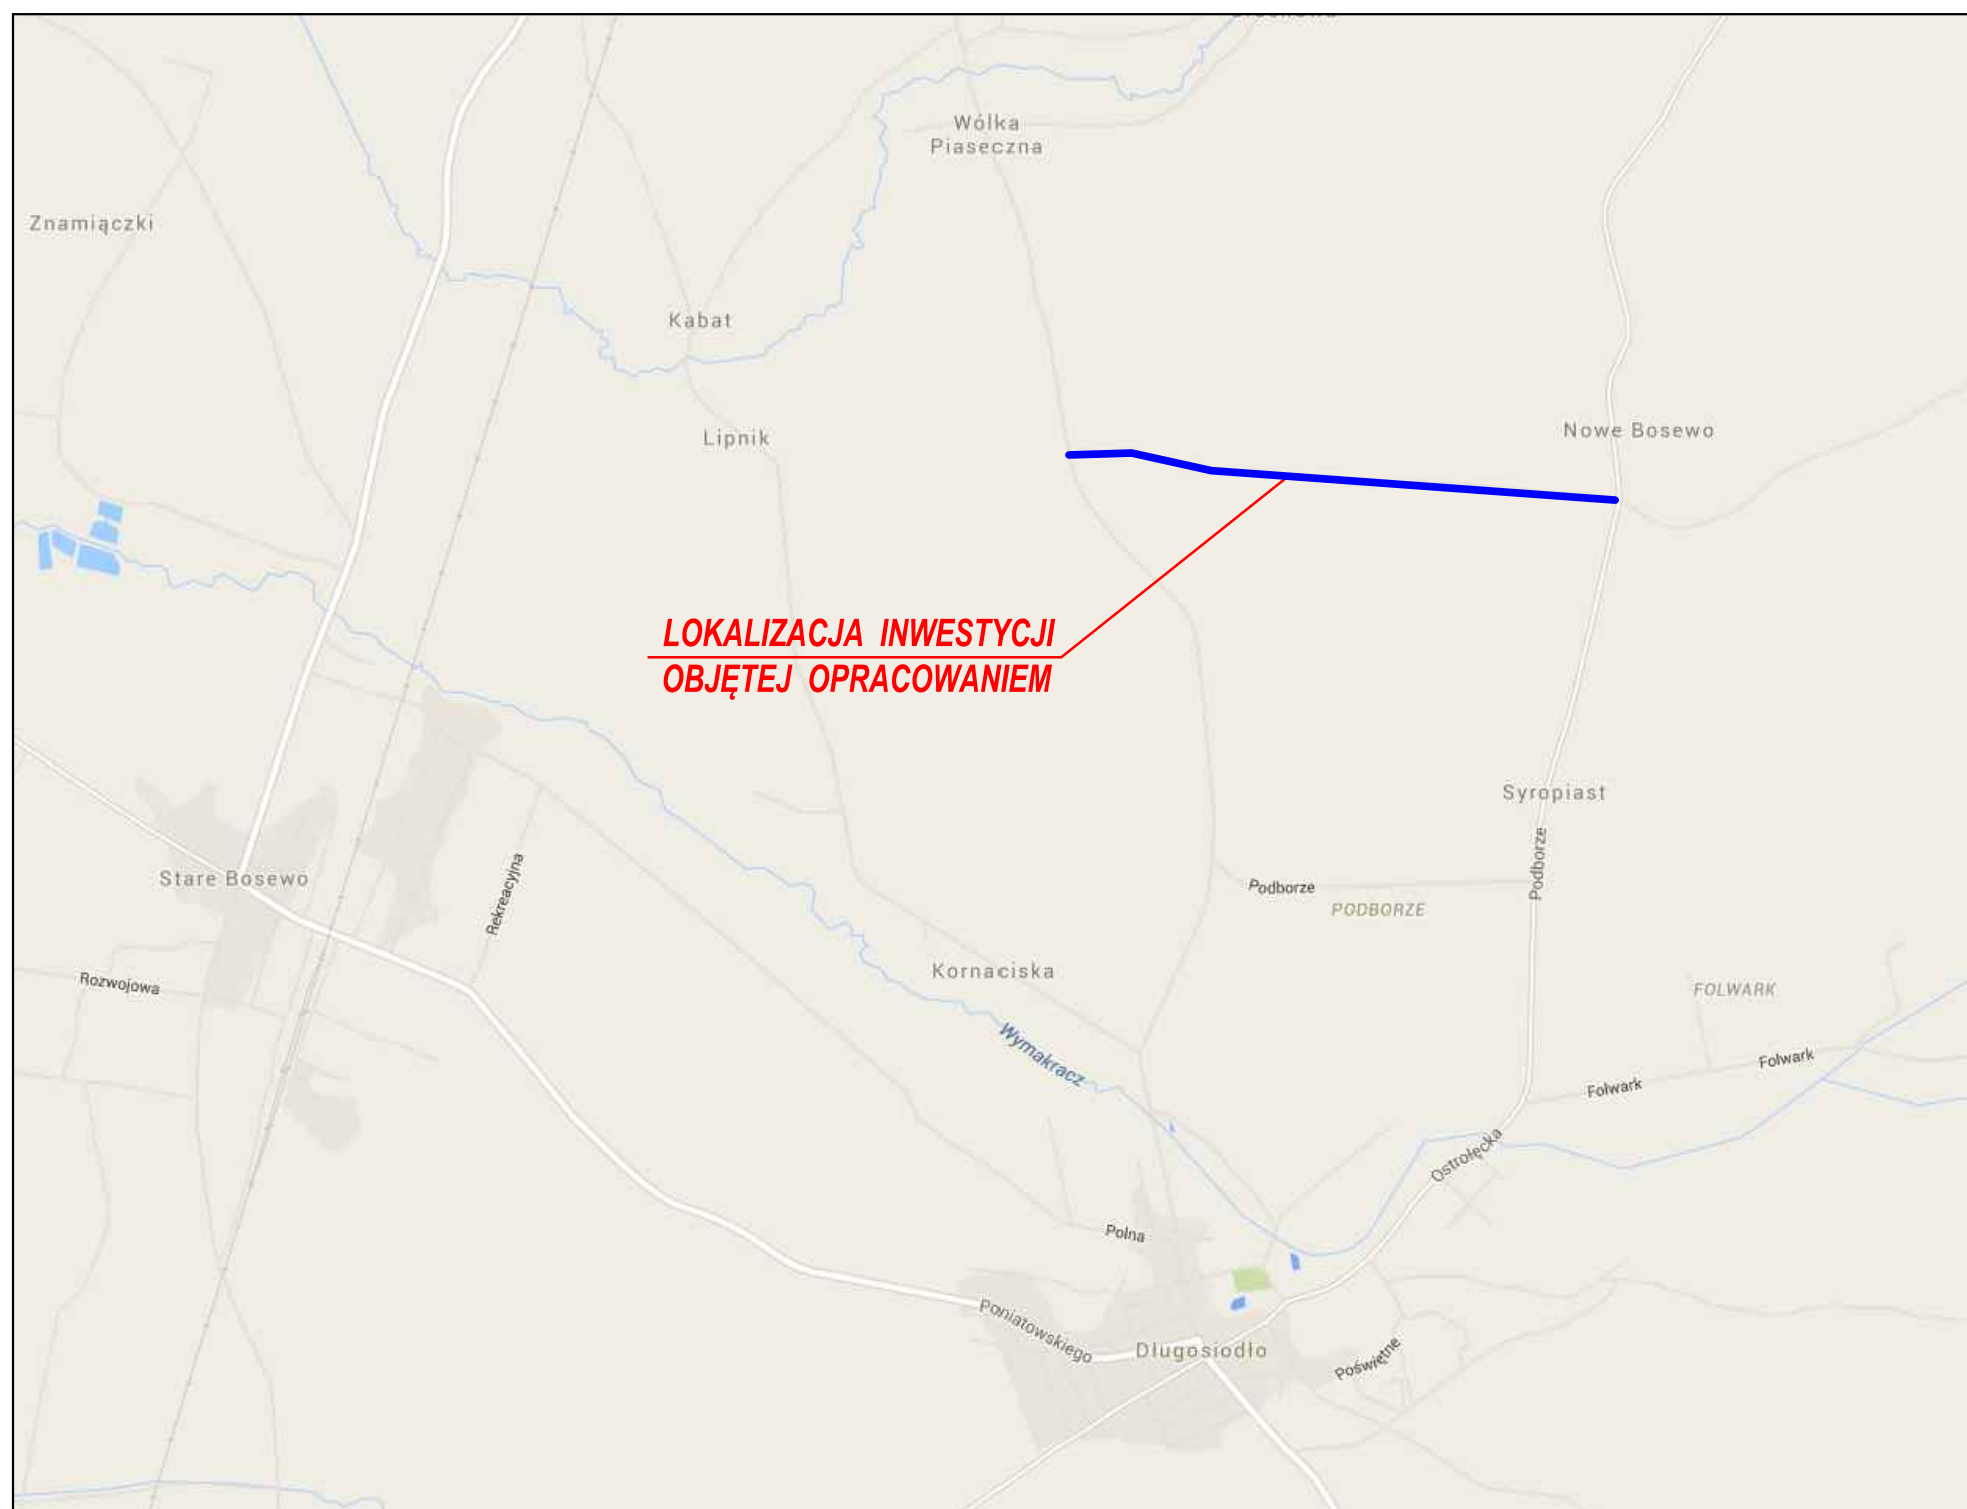 Wólka
Piaseczna
Znamiączki
Kabat
Lipnik
Nowe Bosewo
LOKALIZACJA INWESTYCJI
OBJĘTEJ OPRACOWANIEM
Syropiast
Podborze
Stare Bosewo
Rekreacyjna
Podborze
PODBORZE
Kornaciska
Rozwojowa
FOLWARK
Wymakracz
Folwark
Folwark
Ostrołęcka
Polna
Poniatowskiego
Długosiodło
Poświętne